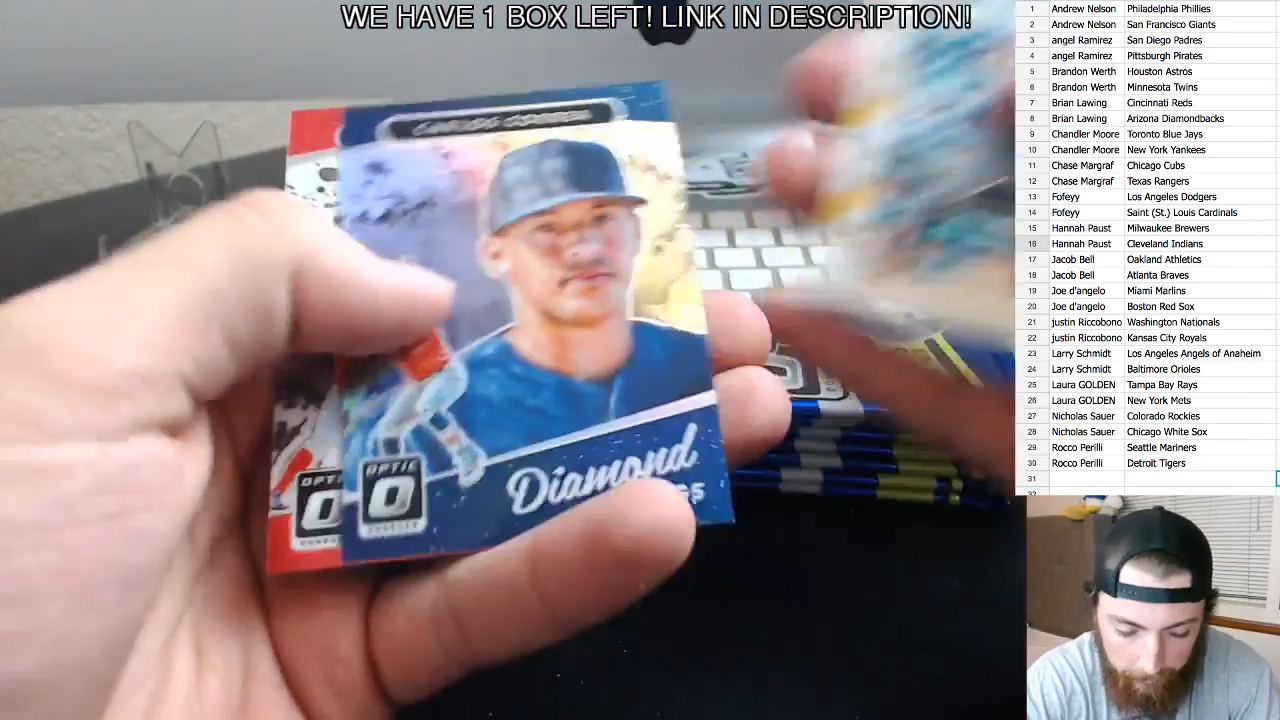 WE HAVE 1 BOX LEFT! LINK IN DESCRIPTION!
1 Andrew Nelson Philadelphia Phillies
2 Andrew Nelson San Francisco Giants
3 angel Ramirez San Diego Padres
4 angel Ramirez Pittsburgh Pirates
5 Brandon Werth Houston Astros
6 Brandon Werth Minnesota Twins
7 Brian Lawing Cincinnati Reds
8 Brian Lawing Arizona Diamondbacks
9 Chandler Moore Toronto Blue Jays
10 Chandler Moore New York Yankees
11 Chase Margraf Chicago Cubs
12 Chase Margraf Texas Rangers
13 Fofeyy Los Angeles Dodgers
14 Fofeyy Saint (St.) Louis Cardinals
15 Hannah Paust Milwaukee Brewers
16 Hannah Paust Cleveland Indians
17 Jacob Bell Oakland Athletics
18 Jacob Bell Atlanta Braves
19 Joe d'angelo Miami Marlins
20 Joe d'angelo Boston Red Sox
21 justin Riccobono Washington Nationals
22 justin Riccobono Kansas City Royals
23 Larry Schmidt Los Angeles Angels of Anaheim
24 Larry Schmidt Baltimore Orioles
25 Laura GOLDEN Tampa Bay Rays
26 Laura GOLDEN New York Mets
27 Nicholas Sauer Colorado Rockies
28 Nicholas Sauer Chicago White Sox
29 Rocco Perilli Seattle Mariners
30 Rocco Perilli Detroit Tigers
31
OPTIC
Diamond